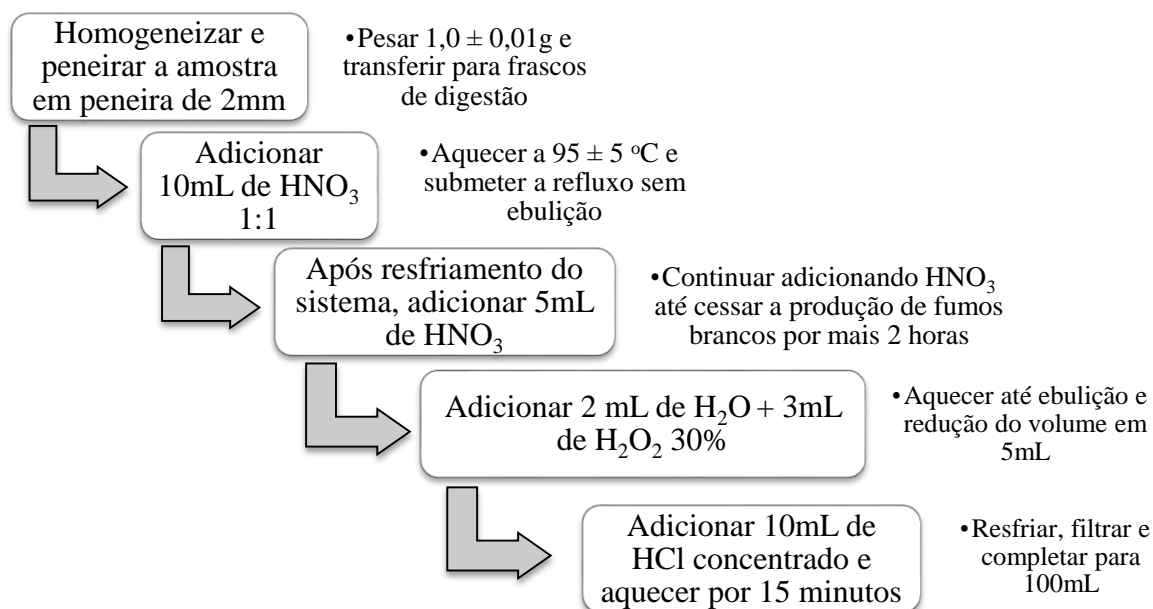 Homogeneizar e
peneirar a amostra
em peneira de 2mm
•Pesar 1,0 ± 0,01g e
transferir para frascos
de digestão
Adicionar
10mL de HNO₃
1:1
•Aquecer a 95 ± 5 ºC e
submeter a refluxo sem
ebulição
Após resfriamento do
sistema, adicionar 5mL
de HNO₃
•Continuar adicionando HNO₃
até cessar a produção de fumos
brancos por mais 2 horas
Adicionar 2 mL de H₂O + 3mL
de H₂O₂ 30%
•Aquecer até ebulição e
redução do volume em
5mL
Adicionar 10mL de
HCl concentrado e
aquecer por 15 minutos
•Resfriar, filtrar e
completar para
100mL